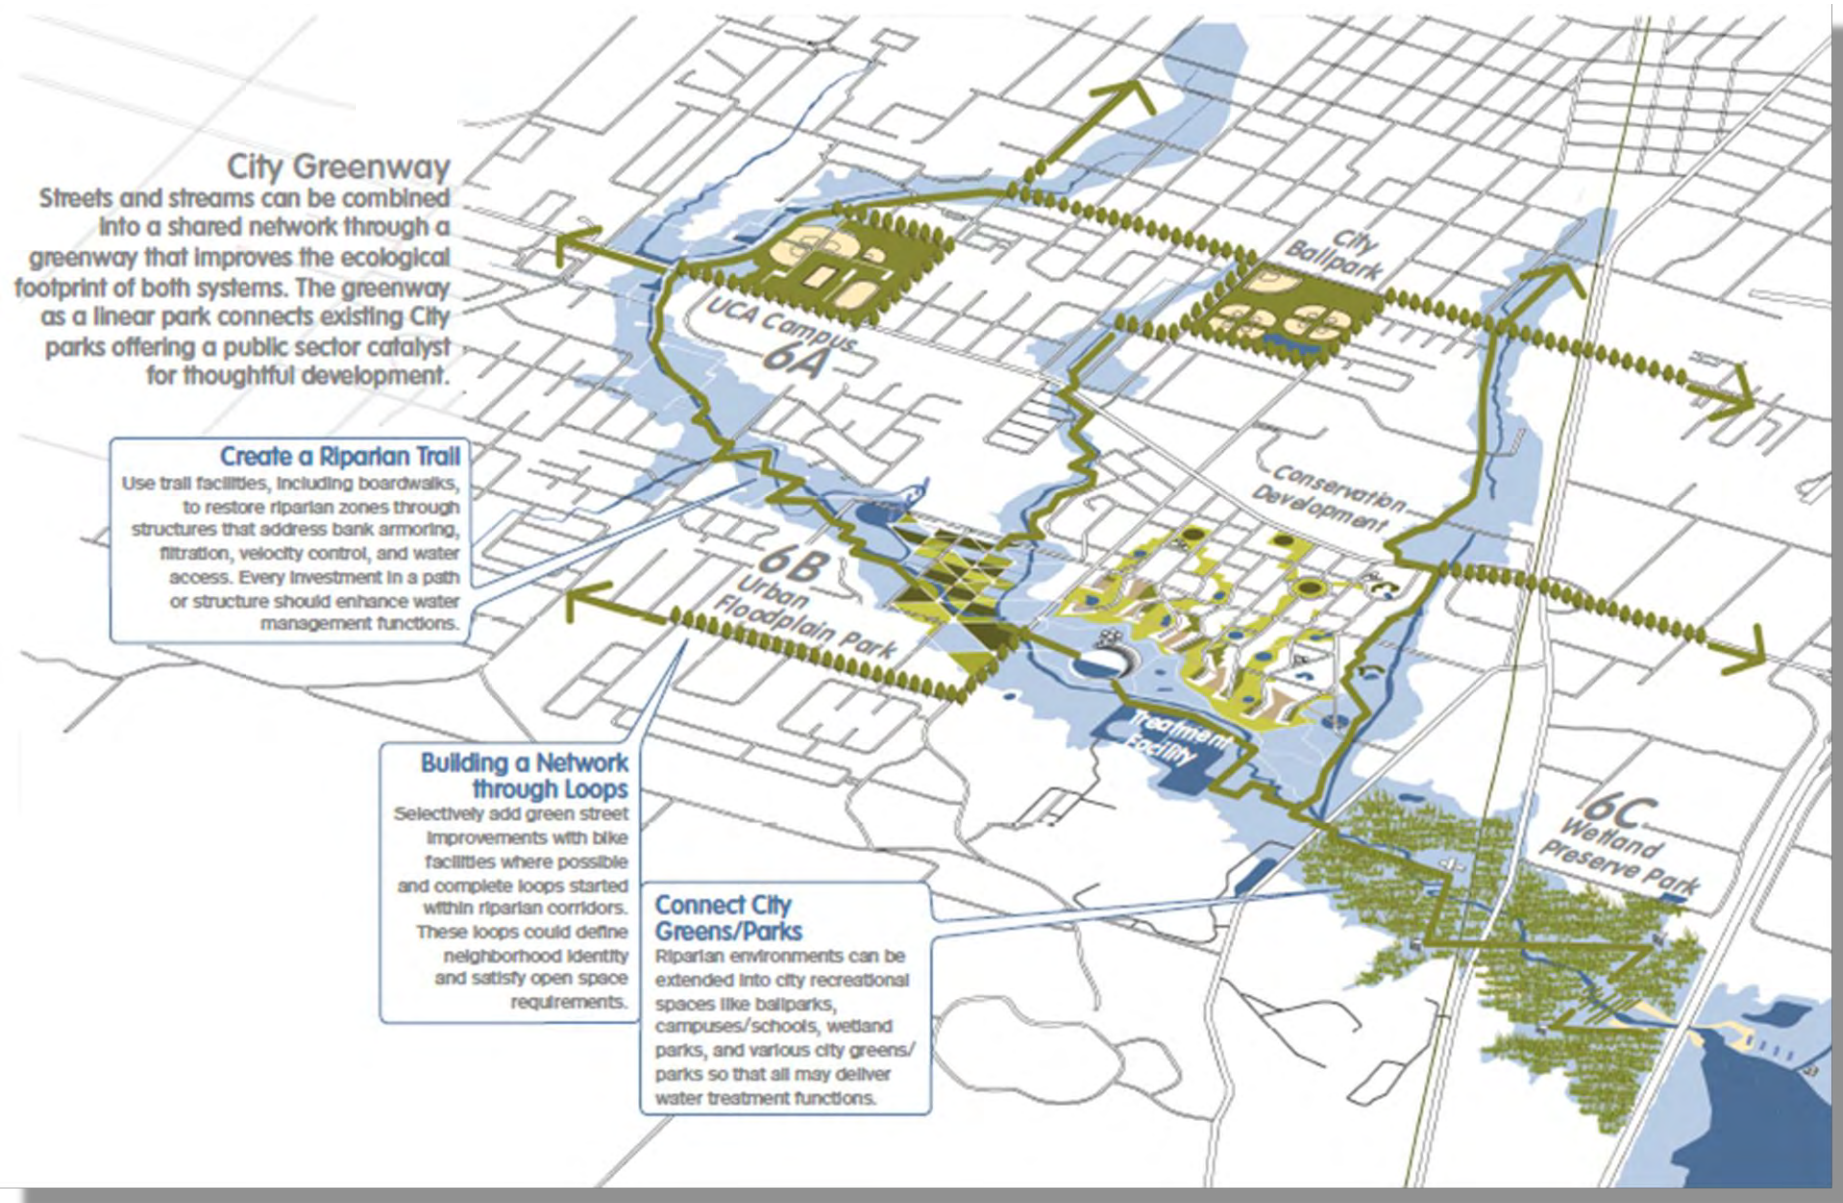 City Greenway
Streets and streams can be combined
into a shared network through a
greenway that improves the ecological
footprint of both systems. The greenway
as a linear park connects existing City
parks offering a public sector catalyst
for thoughtful development.
Create a Riparian Trail
Use trail facilities, including boardwalks,
to restore riparian zones through
structures that address bank armoring,
filtration, velocity control, and water
access. Every investment in a path
or structure should enhance water
management functions.
Building a Network
through Loops
Selectively add green street
improvements with bike
facilities where possible
and complete loops started
within riparian corridors.
These loops could define
neighborhood identity
and satisfy open space
requirements.
Connect City
Greens/Parks
Riparian environments can be
extended into city recreational
spaces like ballparks,
campuses/schools, wetland
parks, and various city greens/
parks so that all may deliver
water treatment functions.
UCA Campus
6A
City
Ballpark
Conservation
Development
6B
Urban
Floodplain Park
Treatment
Facility
6C
Wetland
Preserve Park